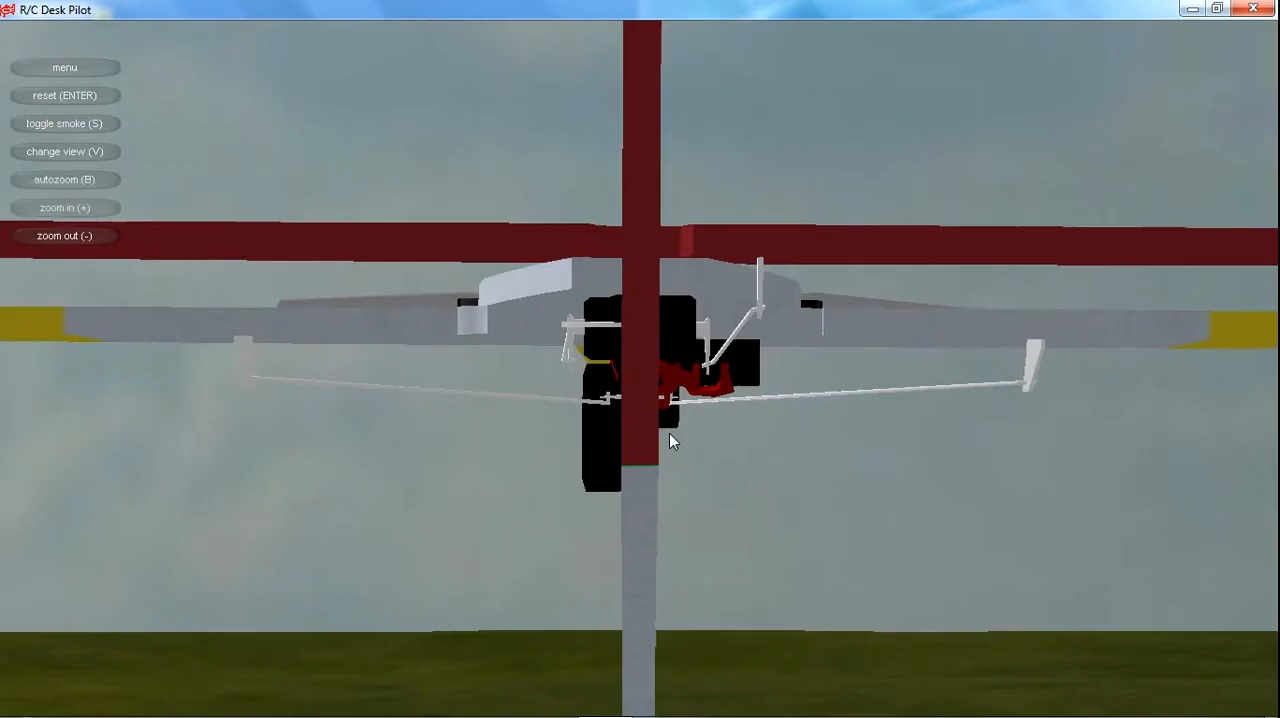 R/C Desk Pilot
menu
reset (ENTER)
toggle smoke (S)
change view (V)
autozoom (B)
zoom in (+)
zoom out (-)